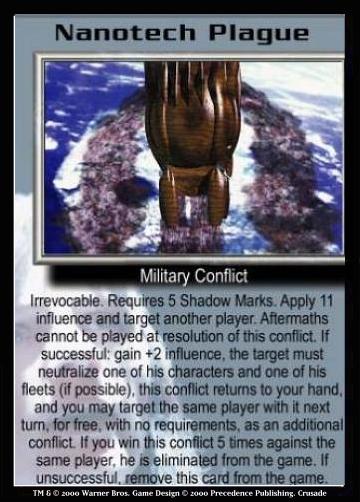 Nanotech Plague
Military Conflict
Irrevocable. Requires 5 Shadow Marks. Apply 11
influence and target another player. Aftermaths
cannot be played at resolution of this conflict. If
successful: gain +2 influence, the target must
neutralize one of his characters and one of his
fleets (if possible), this conflict returns to your hand,
and you may target the same player with it next
turn, for free, with no requirements, as an additional
conflict. If you win this conflict 5 times against the
same player, he is eliminated from the game. If
unsuccessful, remove this card from the game.
TM & © 2000 Warner Bros. Game Design © 2000 Precedence Publishing. Crusade